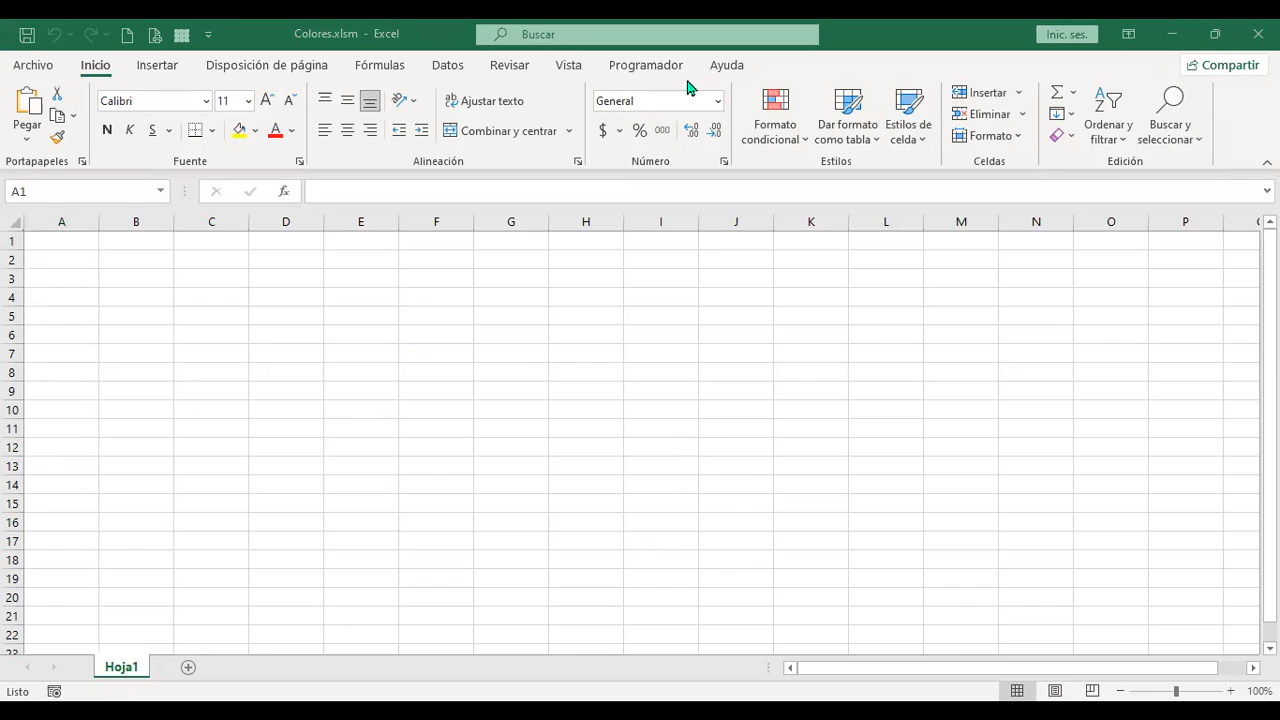 Colores.xlsm - Excel
Buscar
Inic. ses.
Archivo Inicio Insertar Disposición de página Fórmulas Datos Revisar Vista Programador Ayuda Compartir
Pegar
Portapapeles
Calibri 11
N K S A
Fuente
Ajustar texto
Combinar y centrar
Alineación
General
$ % 000
Número
Formato condicional
Dar formato como tabla
Estilos de celda
Estilos
Insertar
Eliminar
Formato
Celdas
Ordenar y filtrar
Buscar y seleccionar
Edición
A1 fx
A B C D E F G H I J K L M N O P
1
2
3
4
5
6
7
8
9
10
11
12
13
14
15
16
17
18
19
20
21
22
23
Hoja1
Listo 100%